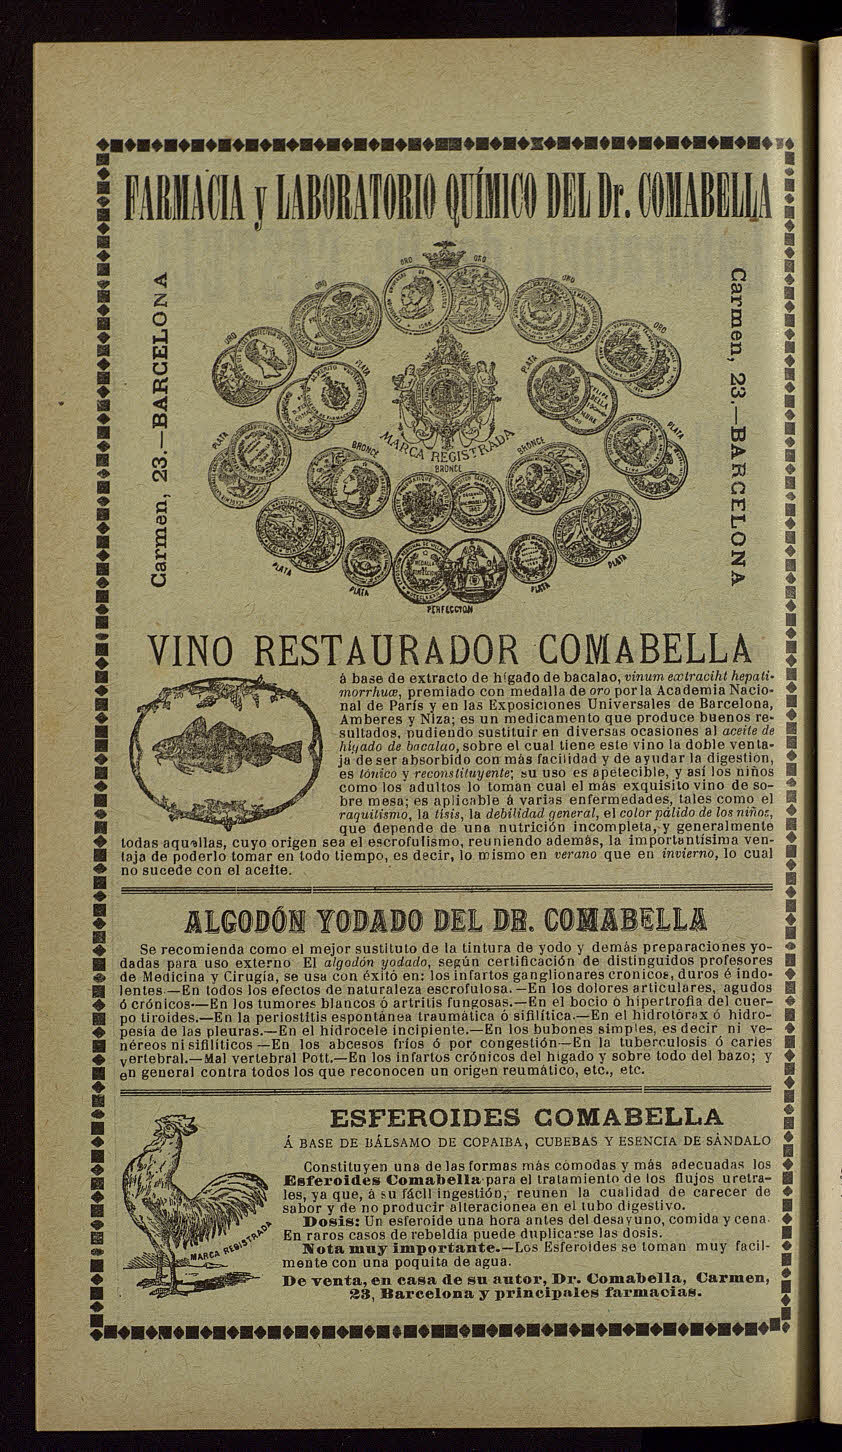 FARMACIA y LABORATORIO QUÍMICO DEL Dr. COMABELLA
Carmen, 23.—BARCELONA
Carmen, 23.—BARCELONA
ORO
ORO
ORO
ORO
ORO
ORO
PLATA
PLATA
MARCA REGISTRADA
PLATA
PLATA
BRONCE
BRONCE
BRONCE
PLATA
PLATA
PLATA
PLATA
PERFECCION
VINO RESTAURADOR COMABELLA
á base de extracto de hígado de bacalao, vinum extraciht hepati-
morrhuæ, premiado con medalla de oro por la Academia Nacio-
nal de París y en las Exposiciones Universales de Barcelona,
Amberes y Niza; es un medicamento que produce buenos re-
sultados, pudiendo sustituir en diversas ocasiones al aceite de
hígado de bacalao, sobre el cual tiene este vino la doble venta-
ja de ser absorbido con más facilidad y de ayudar la digestión,
es tónico y reconstituyente; su uso es apetecible, y así los niños
como los adultos lo toman cual el más exquisito vino de so-
bre mesa; es aplicable á varias enfermedades, tales como el
raquitismo, la tisis, la debilidad general, el color pálido de los niños,
que depende de una nutrición incompleta, y generalmente
todas aquellas, cuyo origen sea el escrofulismo, reuniendo además, la importantísima ven-
taja de poderlo tomar en todo tiempo, es decir, lo mismo en verano que en invierno, lo cual
no sucede con el aceite.
ALGODÓN YODADO DEL DR. COMABELLA
Se recomienda como el mejor sustituto de la tintura de yodo y demás preparaciones yo-
dadas para uso externo El algodón yodado, según certificación de distinguidos profesores
de Medicina y Cirugía, se usa con éxito en: los infartos ganglionares crónicos, duros é indo-
lentes.—En todos los efectos de naturaleza escrofulosa.—En los dolores articulares, agudos
ó crónicos.—En los tumores blancos ó artritis fungosas.—En el bocio ó hipertrofia del cuer-
po tiroides.—En la periostitis espontánea traumática ó sifilítica.—En el hidrotórax ó hidro-
pesía de las pleuras.—En el hidrocele incipiente.—En los bubones simples, es decir ni ve-
néreos ni sifilíticos—En los abcesos fríos ó por congestión—En la tuberculosis ó caries
vertebral.—Mal vertebral Pott.—En los infartos crónicos del hígado y sobre todo del bazo; y
en general contra todos los que reconocen un origen reumático, etc., etc.
ESFEROIDES COMABELLA
Á BASE DE BÁLSAMO DE COPAIBA, CUBEBAS Y ESENCIA DE SÁNDALO
Constituyen una de las formas más cómodas y más adecuadas los
Esferoides Comabella para el tratamiento de los flujos uretra-
les, ya que, á su fácil ingestión, reunen la cualidad de carecer de
sabor y de no producir alteracionea en el tubo digestivo.
Dosis: Un esferoide una hora antes del desayuno, comida y cena.
En raros casos de rebeldía puede duplicarse las dosis.
Nota muy importante.—Los Esferoides se toman muy facil-
mente con una poquita de agua.
MARCA REGISTRADA
De venta, en casa de su autor, Dr. Comabella, Carmen,
23, Barcelona y principales farmacias.